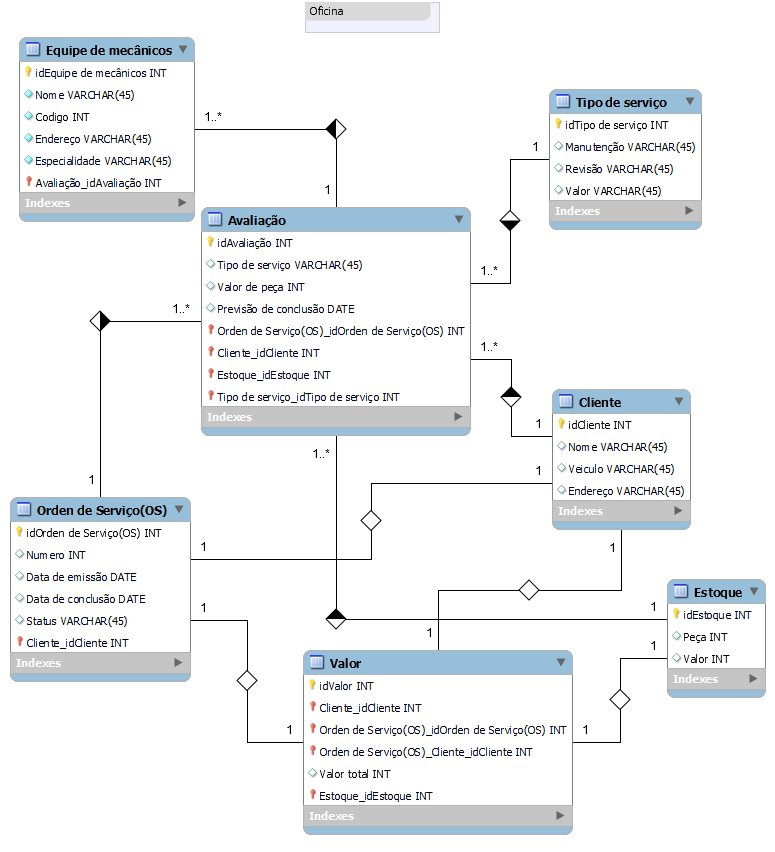 Oficina
Equipe de mecânicos
idEquipe de mecânicos INT
Nome VARCHAR(45)
Codigo INT
Endereço VARCHAR(45)
Especialidade VARCHAR(45)
Avaliação_idAvaliação INT
Indexes
1..*
1
Tipo de serviço
idTipo de serviço INT
Manutenção VARCHAR(45)
Revisão VARCHAR(45)
Valor VARCHAR(45)
Indexes
1
1..*
Avaliação
idAvaliação INT
Tipo de serviço VARCHAR(45)
Valor de peça INT
Previsão de conclusão DATE
Orden de Serviço(OS)_idOrden de Serviço(OS) INT
Cliente_idCliente INT
Estoque_idEstoque INT
Tipo de serviço_idTipo de serviço INT
Indexes
1..*
1
1..*
1
1..*
1
Cliente
idCliente INT
Nome VARCHAR(45)
Veiculo VARCHAR(45)
Endereço VARCHAR(45)
Indexes
1
1
1
1
Orden de Serviço(OS)
idOrden de Serviço(OS) INT
Numero INT
Data de emissão DATE
Data de conclusão DATE
Status VARCHAR(45)
Cliente_idCliente INT
Indexes
1
1
Estoque
idEstoque INT
Peça INT
Valor INT
Indexes
1
1
Valor
idValor INT
Cliente_idCliente INT
Orden de Serviço(OS)_idOrden de Serviço(OS) INT
Orden de Serviço(OS)_Cliente_idCliente INT
Valor total INT
Estoque_idEstoque INT
Indexes